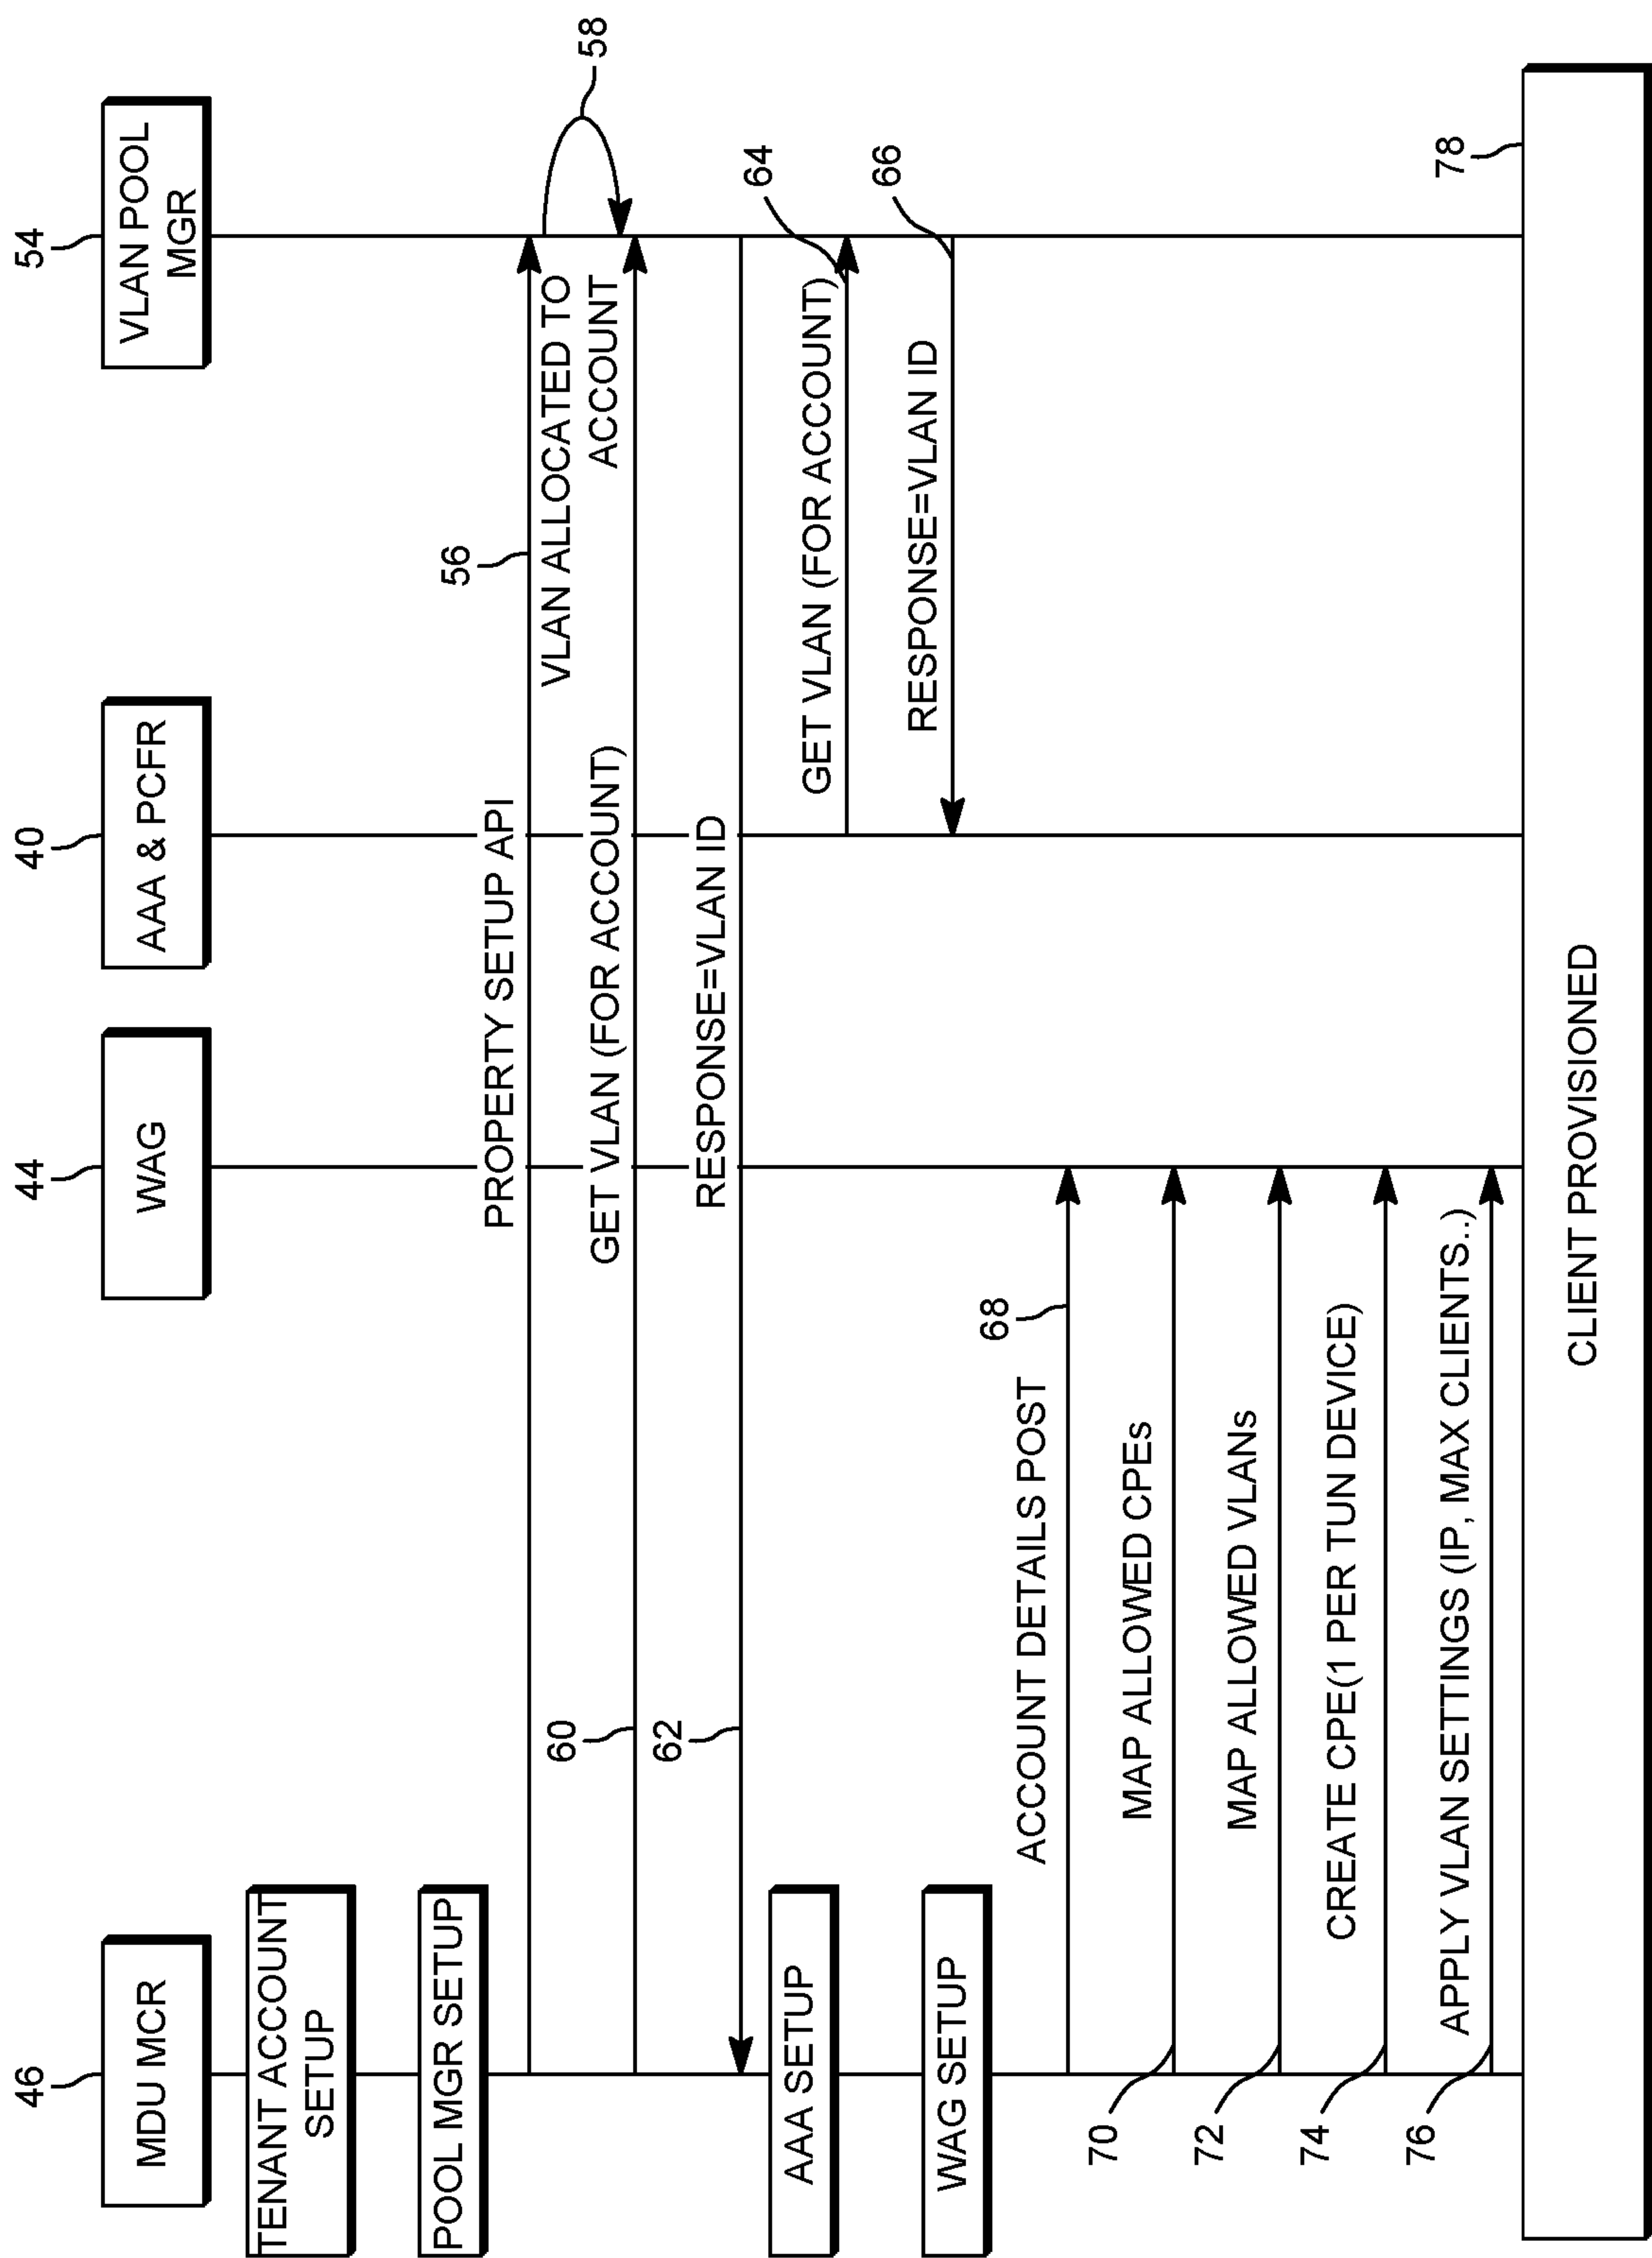 46
44
40
54
MDU MCR
WAG
AAA & PCFR
VLAN POOL
MGR
TENANT ACCOUNT
SETUP
POOL MGR SETUP
PROPERTY SETUP API
56
58
VLAN ALLOCATED TO
ACCOUNT
60
GET VLAN (FOR ACCOUNT)
62
RESPONSE=VLAN ID
AAA SETUP
GET VLAN (FOR ACCOUNT)
64
RESPONSE=VLAN ID
66
WAG SETUP
ACCOUNT DETAILS POST
68
70
MAP ALLOWED CPEs
72
MAP ALLOWED VLANs
74
CREATE CPE(1 PER TUN DEVICE)
76
APPLY VLAN SETTINGS (IP, MAX CLIENTS..)
78
CLIENT PROVISIONED